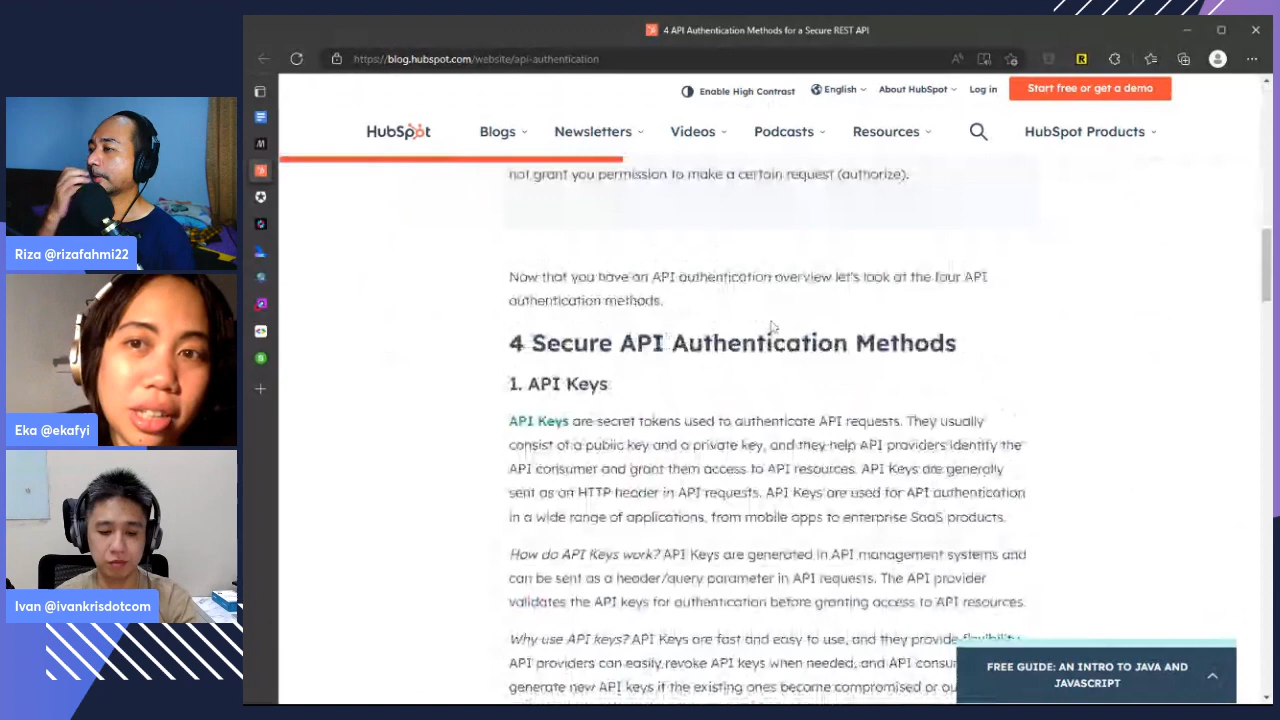 4 API Authentication Methods for a Secure REST API
https://blog.hubspot.com/website/api-authentication
Enable High Contrast
English
About HubSpot
Log in
Start free or get a demo
HubSpot
Blogs
Newsletters
Videos
Podcasts
Resources
HubSpot Products
not grant you permission to make a certain request (authorize).
Now that you have an API authentication overview let's look at the four API
authentication methods.
4 Secure API Authentication Methods
1. API Keys
API Keys are secret tokens used to authenticate API requests. They usually
consist of a public key and a private key, and they help API providers identify the
API consumer and grant them access to API resources. API Keys are generally
sent as an HTTP header in API requests. API Keys are used for API authentication
in a wide range of applications, from mobile apps to enterprise SaaS products.
How do API Keys work? API Keys are generated in API management systems and
can be sent as a header/query parameter in API requests. The API provider
validates the API keys for authentication before granting access to API resources.
Why use API keys? API Keys are fast and easy to use, and they provide flexibility.
API providers can easily revoke API keys when needed, and API consu
generate new API keys if the existing ones become compromised or ou
FREE GUIDE: AN INTRO TO JAVA AND
JAVASCRIPT
Riza @rizafahmi22
Eka @ekafyi
Ivan @ivankrisdotcom